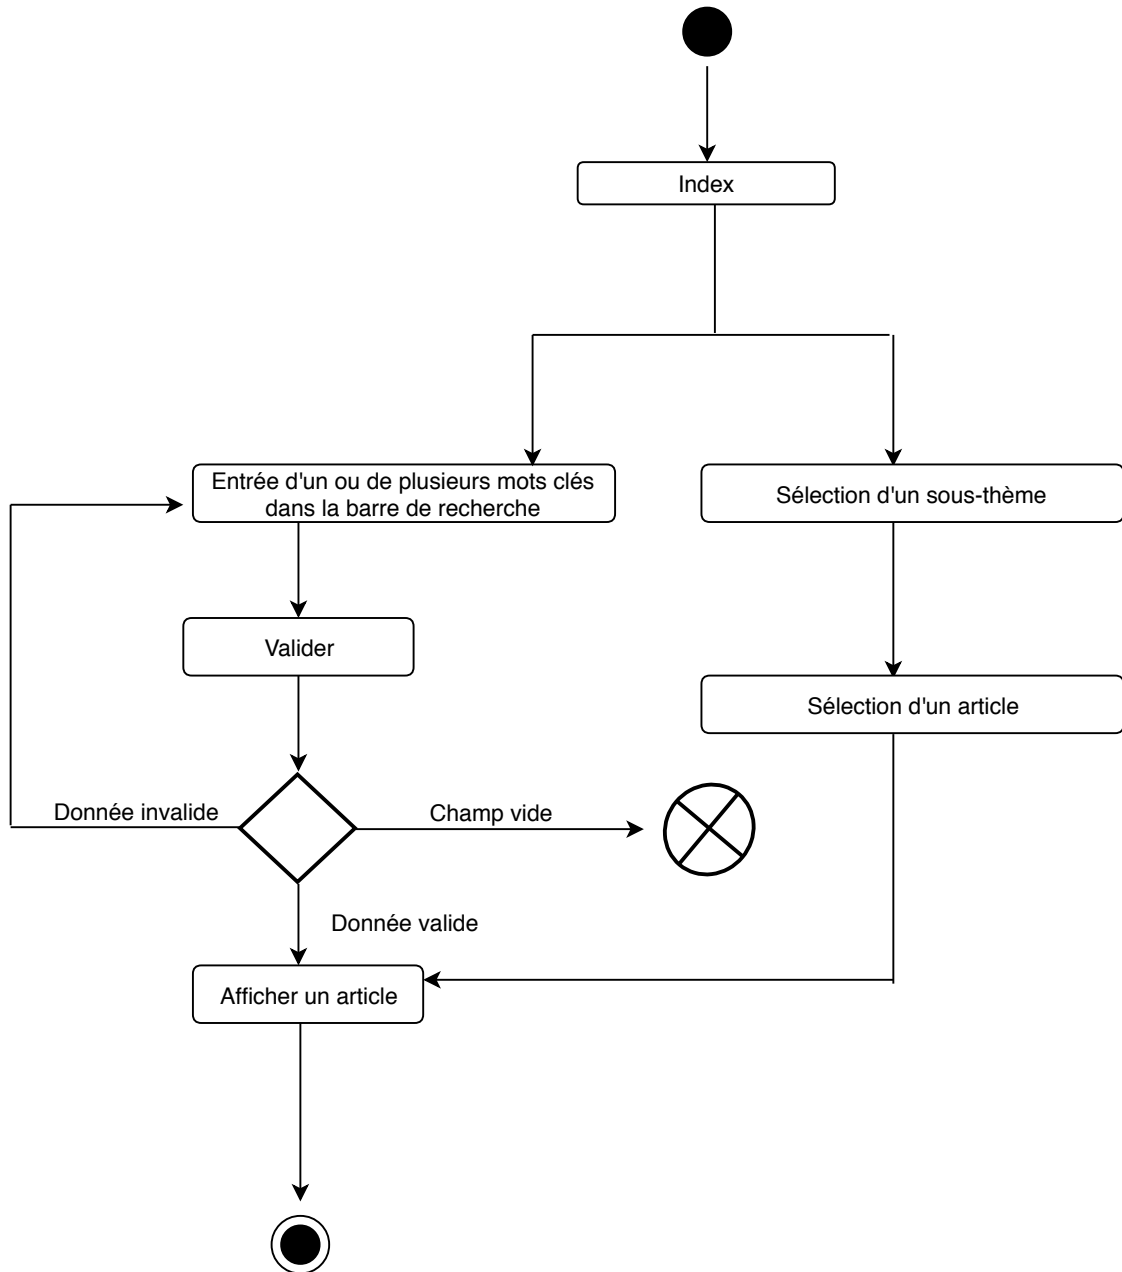 Index
Entrée d'un ou de plusieurs mots clés
dans la barre de recherche
Sélection d'un sous-thème
Valider
Sélection d'un article
Donnée invalide
Champ vide
Donnée valide
Afficher un article